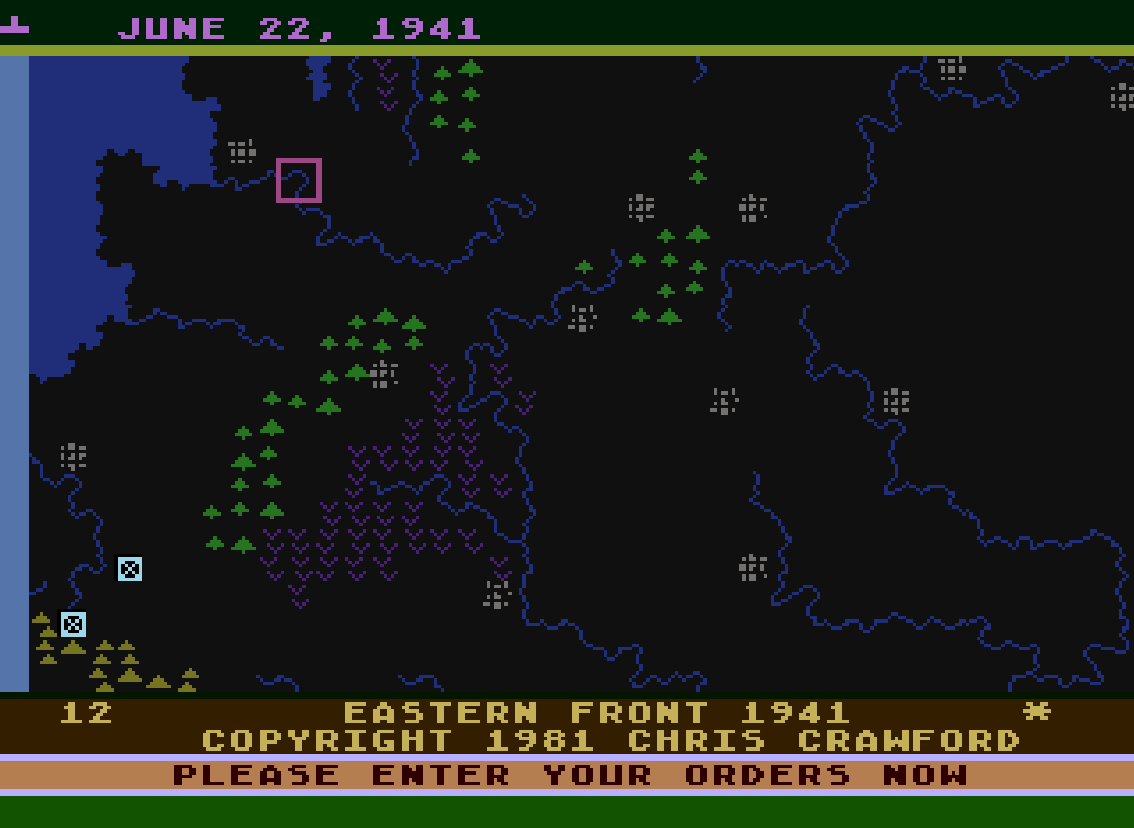 JUNE 22, 1941
12 EASTERN FRONT 1941 *
COPYRIGHT 1981 CHRIS CRAWFORD
PLEASE ENTER YOUR ORDERS NOW